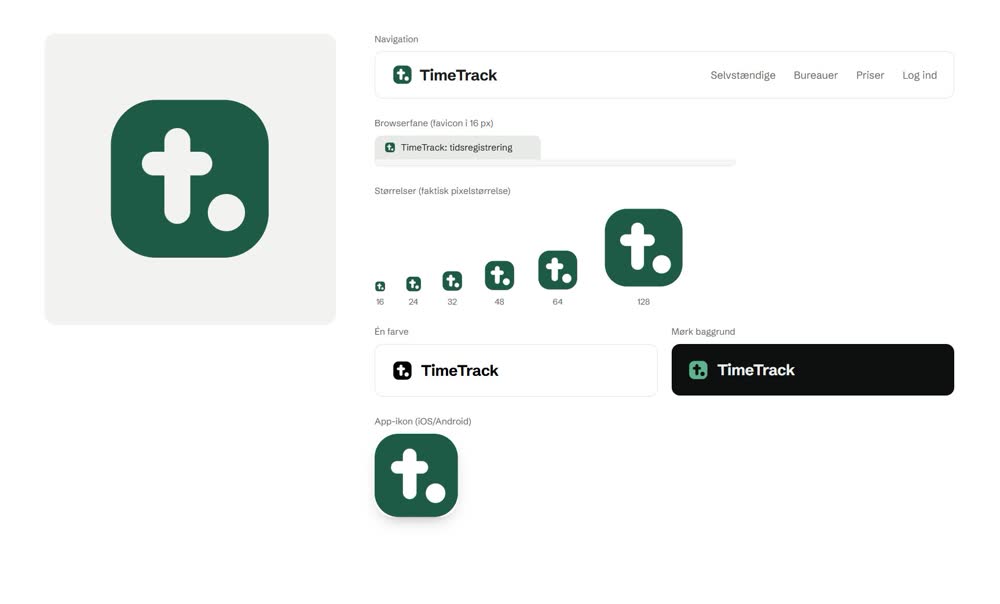 t.
Navigation
t. TimeTrack Selvstændige Bureauer Priser Log ind
Browserfane (favicon i 16 px)
t. TimeTrack: tidsregistrering
Størrelser (faktisk pixelstørrelse)
t. t. t. t. t. t.
16 24 32 48 64 128
Én farve
t. TimeTrack
Mørk baggrund
t. TimeTrack
App-ikon (iOS/Android)
t.